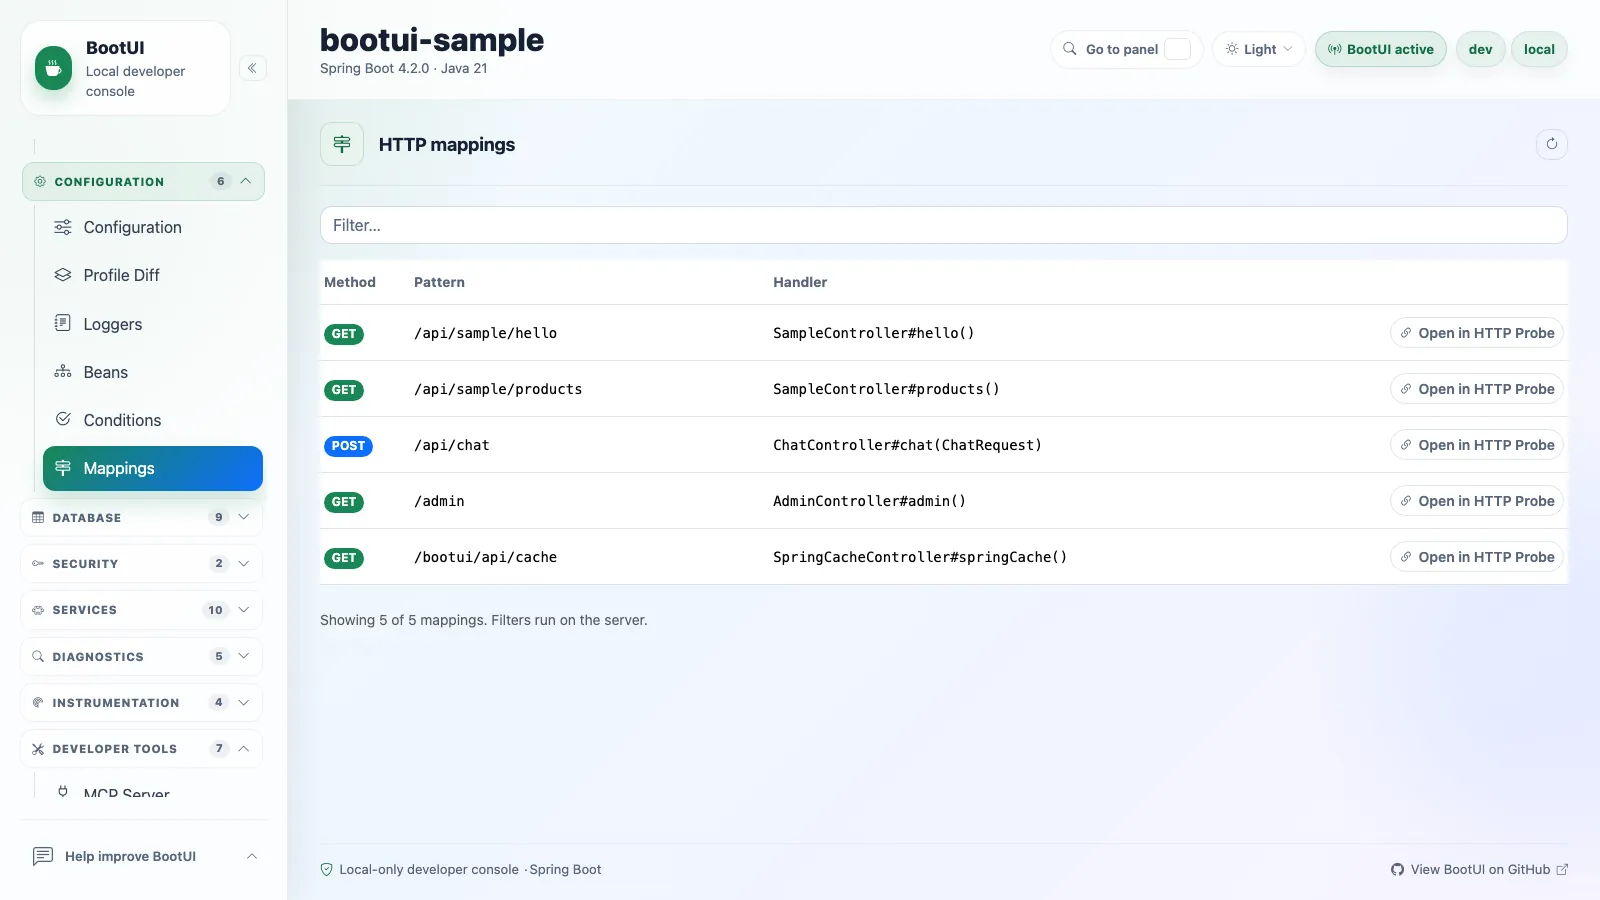 BootUI
Local developer
console
CONFIGURATION 6
Configuration
Profile Diff
Loggers
Beans
Conditions
Mappings
DATABASE 9
SECURITY 2
SERVICES 10
DIAGNOSTICS 5
INSTRUMENTATION 4
DEVELOPER TOOLS 7
MCP Server
Help improve BootUI
bootui-sample
Spring Boot 4.2.0 · Java 21
Go to panel
Light
BootUI active
dev
local
HTTP mappings
Filter...
Method Pattern Handler
GET /api/sample/hello SampleController#hello() Open in HTTP Probe
GET /api/sample/products SampleController#products() Open in HTTP Probe
POST /api/chat ChatController#chat(ChatRequest) Open in HTTP Probe
GET /admin AdminController#admin() Open in HTTP Probe
GET /bootui/api/cache SpringCacheController#springCache() Open in HTTP Probe
Showing 5 of 5 mappings. Filters run on the server.
Local-only developer console · Spring Boot
View BootUI on GitHub